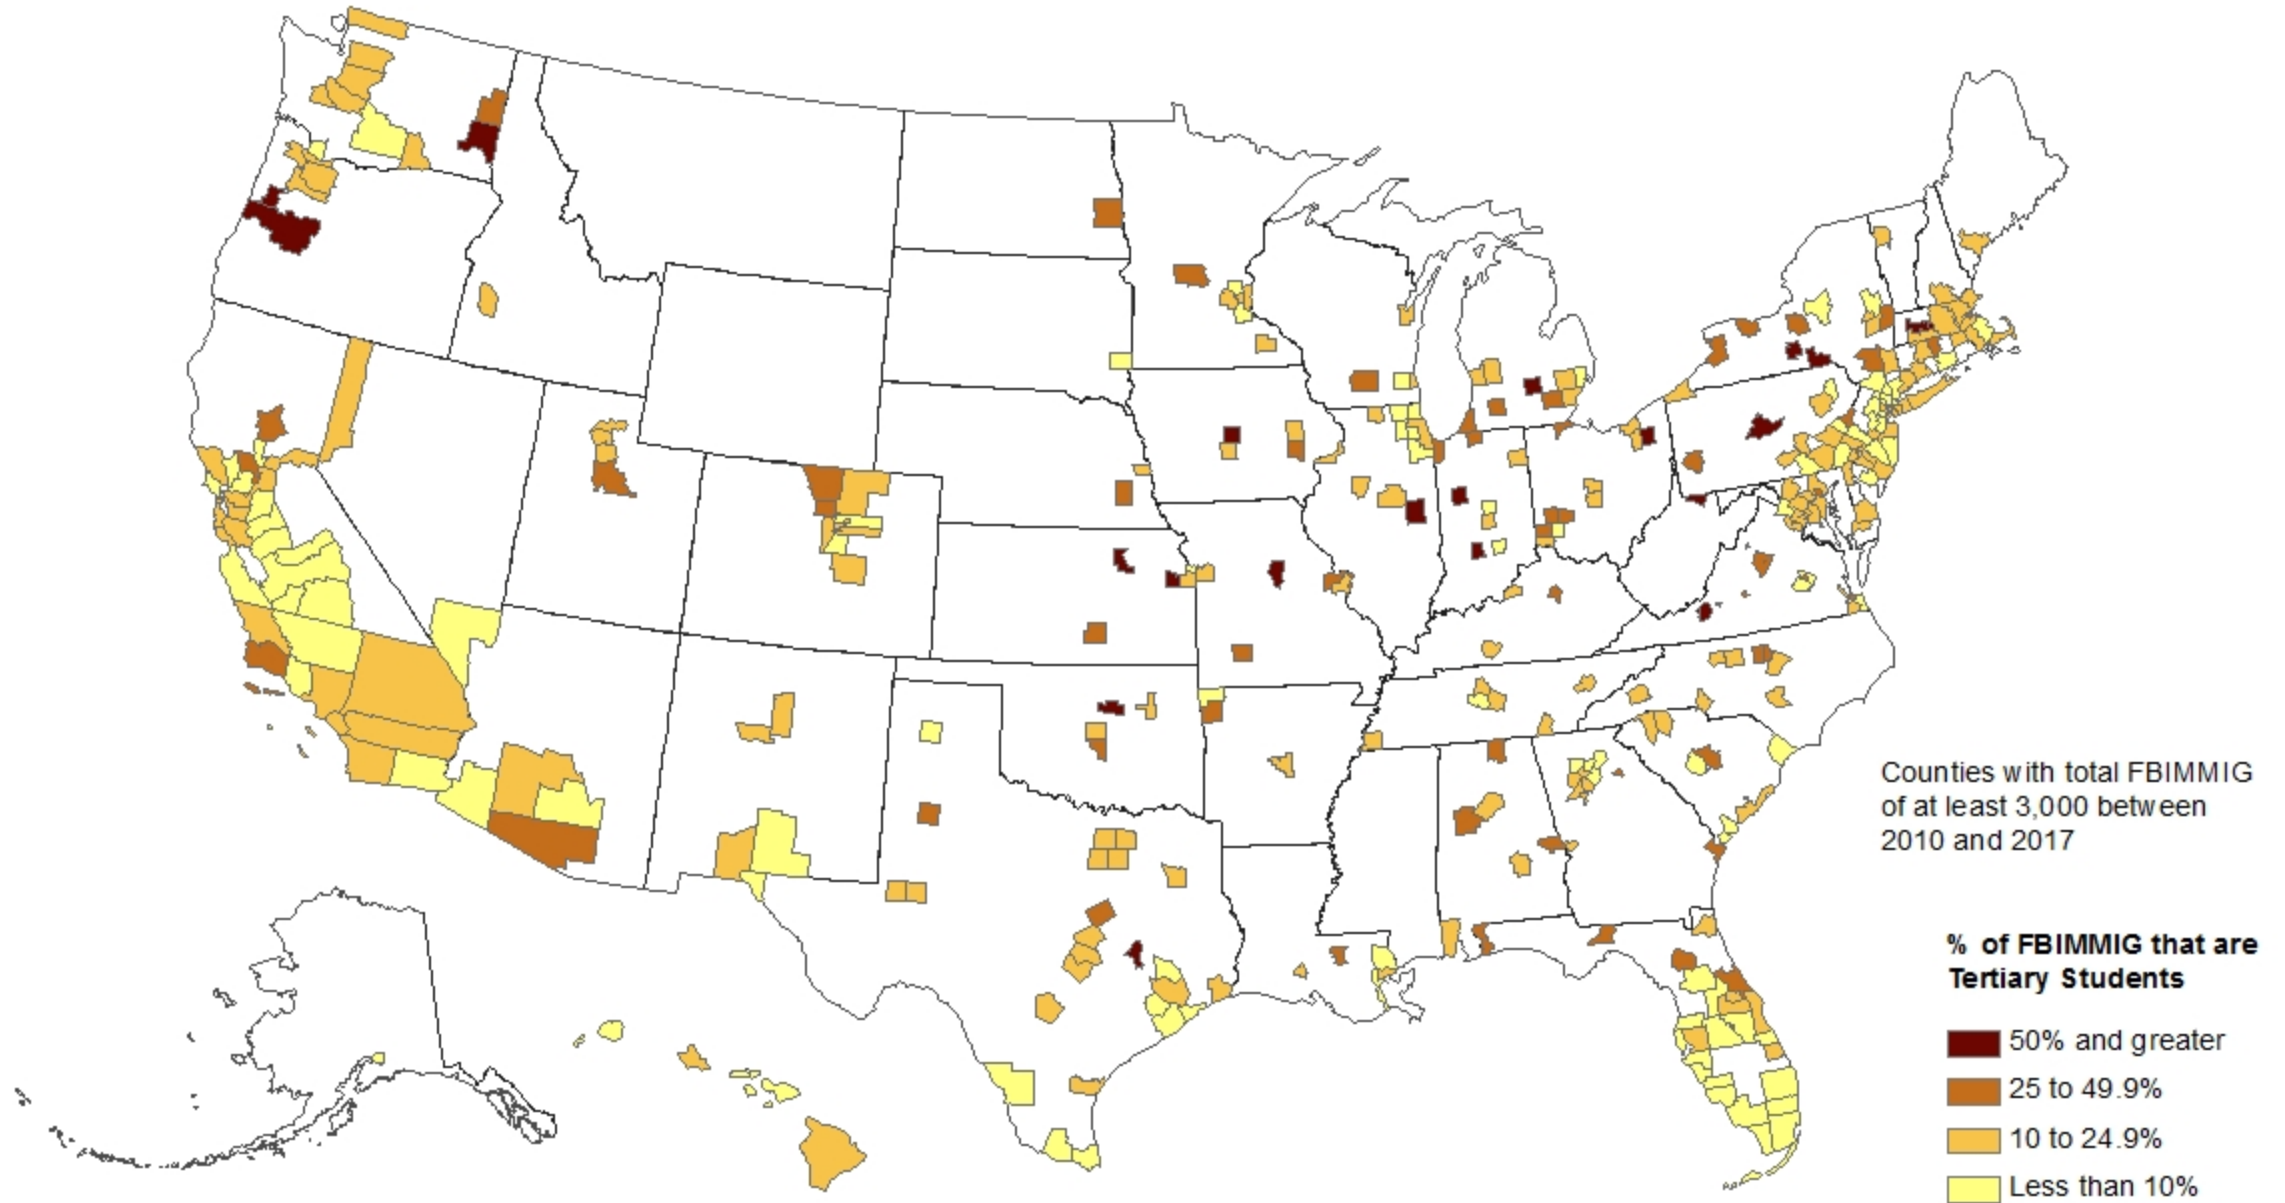 Counties with total FBIMMIG
of at least 3,000 between
2010 and 2017
% of FBIMMIG that are
Tertiary Students
50% and greater
25 to 49.9%
10 to 24.9%
Less than 10%